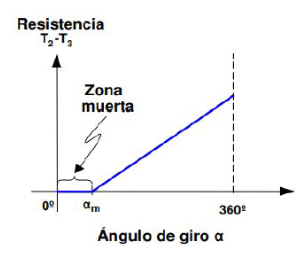 Resistencia
T2-T3
Zona
muerta
0º αm 360º
Ángulo de giro α